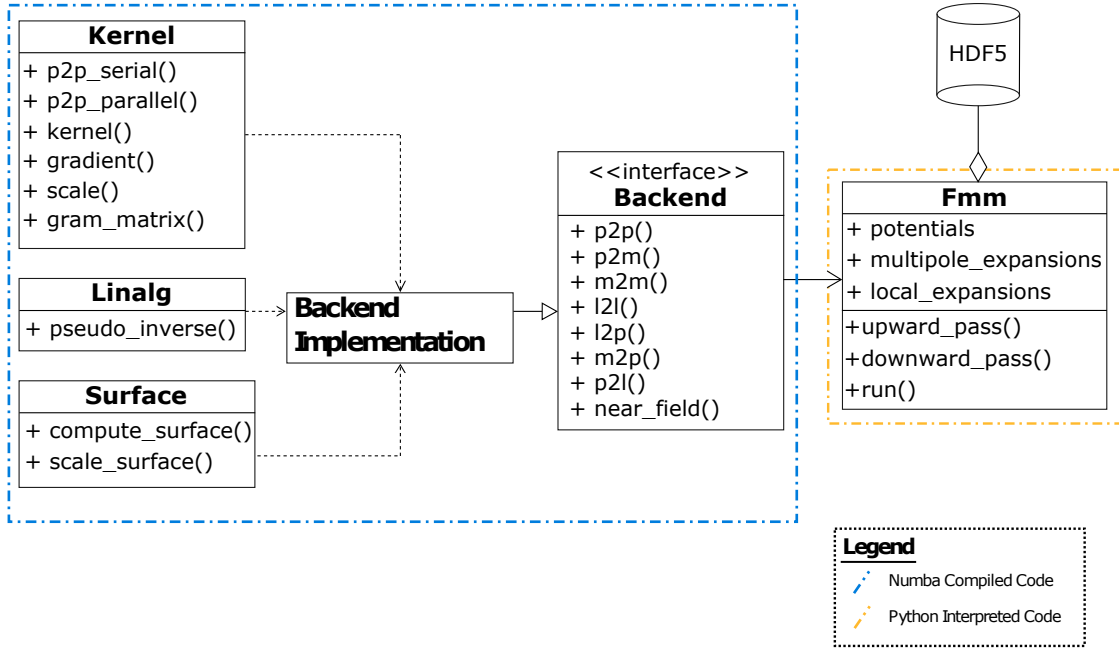 Kernel
+ p2p_serial()
+ p2p_parallel()
+ kernel()
+ gradient()
+ scale()
+ gram_matrix()
Linalg
+ pseudo_inverse()
Surface
+ compute_surface()
+ scale_surface()
Backend
Implementation
<<interface>>
Backend
+ p2p()
+ p2m()
+ m2m()
+ l2l()
+ l2p()
+ m2p()
+ p2l()
+ near_field()
HDF5
Fmm
+ potentials
+ multipole_expansions
+ local_expansions
+upward_pass()
+downward_pass()
+run()
Legend
Numba Compiled Code
Python Interpreted Code